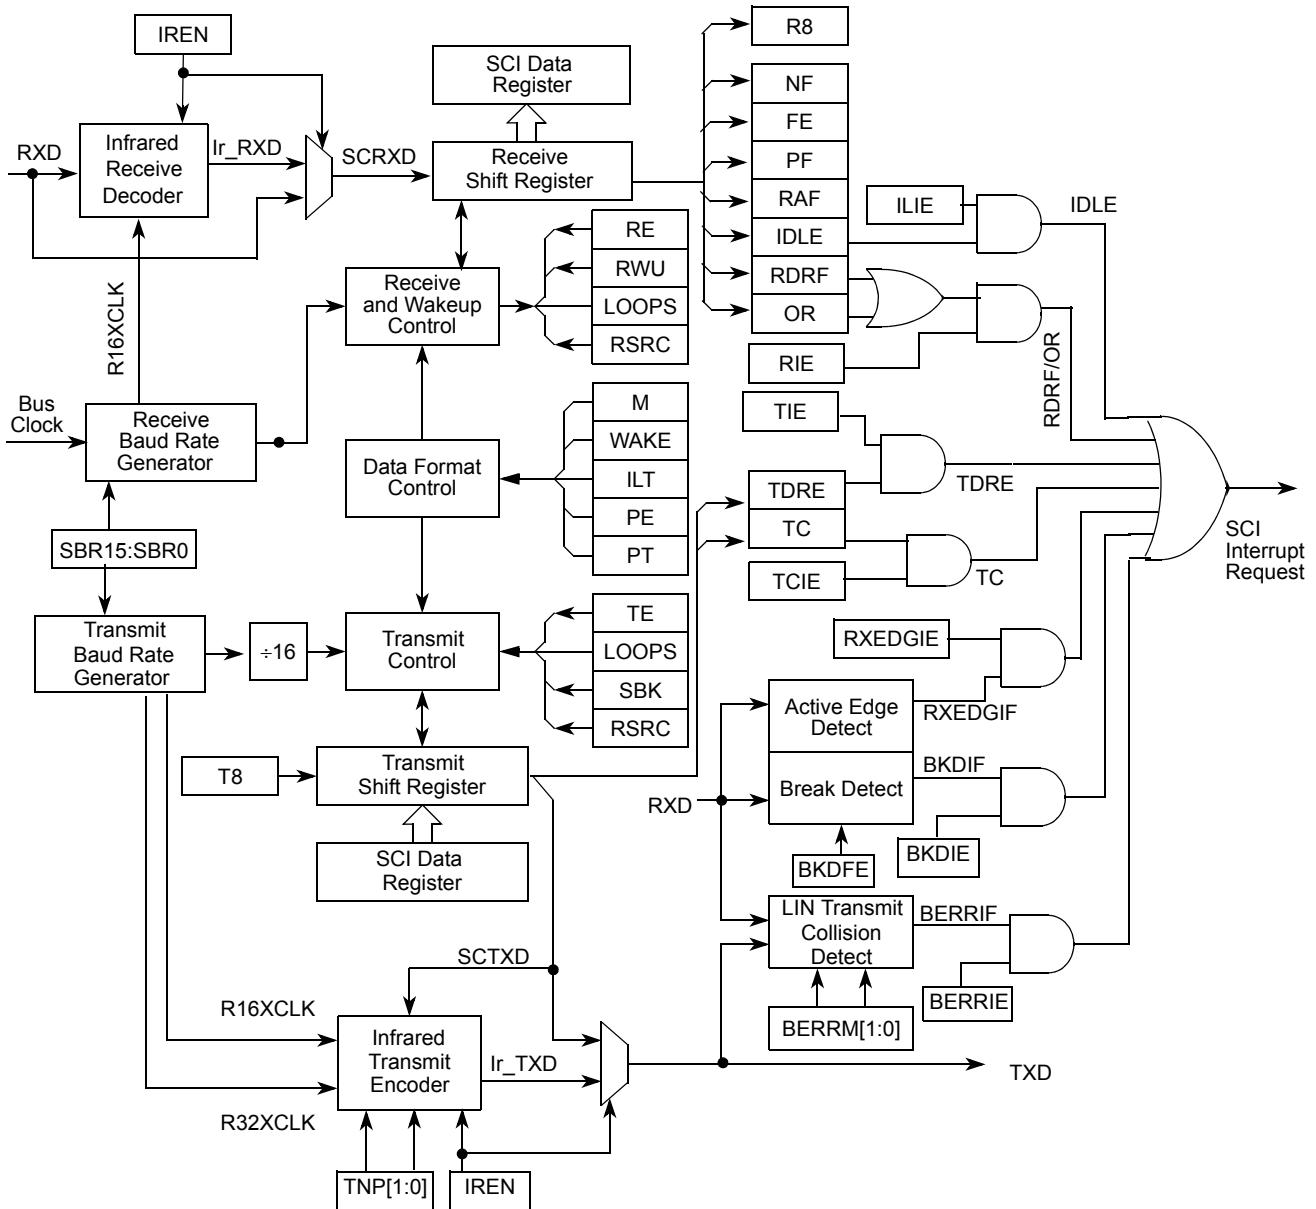 IREN
SCI Data
Register
R8
NF
FE
PF
RAF
IDLE
RDRF
OR
RXD
Infrared
Receive
Decoder
Ir_RXD
SCRXD
Receive
Shift Register
ILIE
IDLE
RE
RWU
LOOPS
RSRC
Receive
and Wakeup
Control
R16XCLK
RIE
RDRF/OR
TIE
Bus
Clock
Receive
Baud Rate
Generator
M
WAKE
ILT
PE
PT
Data Format
Control
TDRE
TC
TCIE
TDRE
TC
SCI
Interrupt
Request
SBR15:SBR0
Transmit
Baud Rate
Generator
÷16
Transmit
Control
TE
LOOPS
SBK
RSRC
RXEDGIE
Active Edge
Detect
RXEDGIF
Break Detect
BKDIF
RXD
BKDIE
BKDFE
T8
Transmit
Shift Register
SCI Data
Register
LIN Transmit
Collision
Detect
BERRIF
BERRIE
BERRM[1:0]
SCTXD
R16XCLK
Infrared
Transmit
Encoder
Ir_TXD
R32XCLK
TXD
TNP[1:0]
IREN